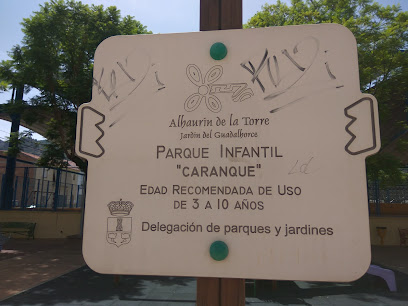 Alhaurín de la Torre
Jardín del Guadalhorce
PARQUE INFANTIL
"CARANQUE"
EDAD RECOMENDADA DE USO
DE 3 A 10 AÑOS
Delegación de parques y jardines